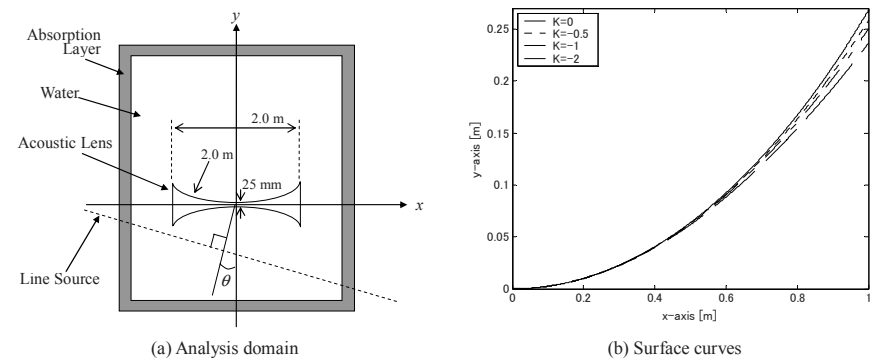 y
Absorption
Layer
Water
2.0 m
Acoustic Lens
2.0 m
25 mm
x
Line Source
θ
(a) Analysis domain
K=0
K=-0.5
K=-1
K=-2
y-axis [m]
0.25
0.2
0.15
0.1
0.05
0
0 0.2 0.4 0.6 0.8 1
x-axis [m]
(b) Surface curves